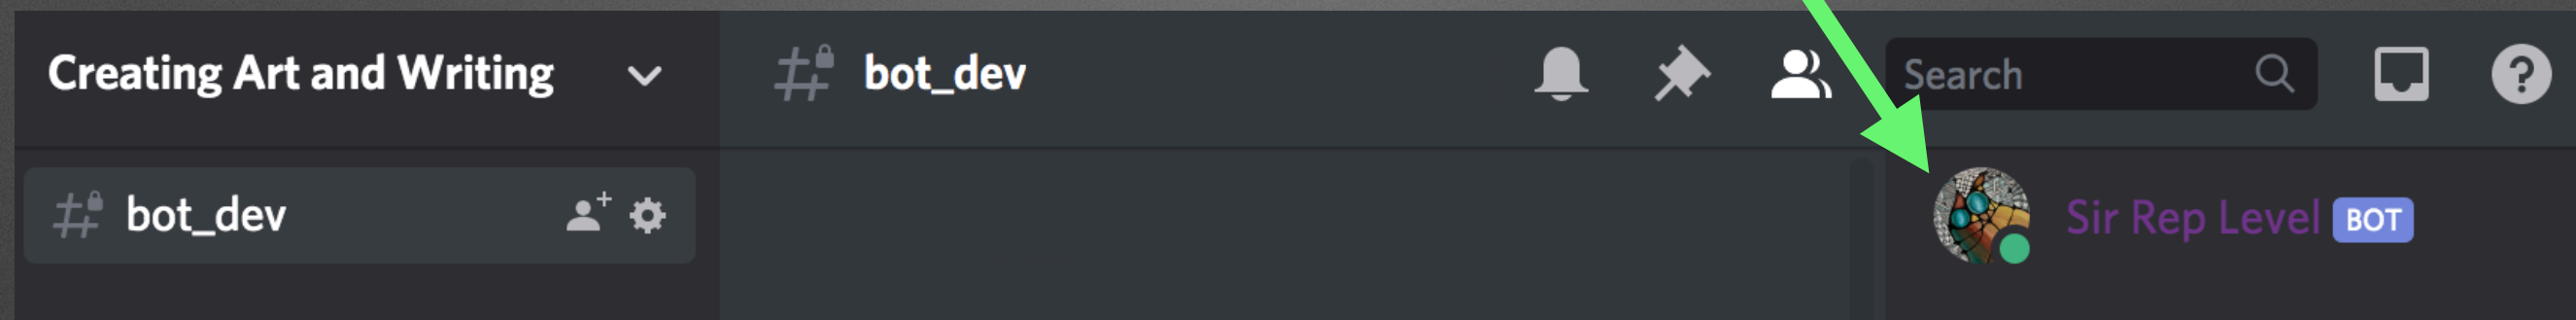 Creating Art and Writing
bot_dev
Search
bot_dev
Sir Rep Level BOT